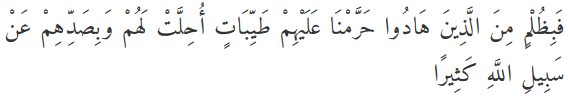 فَبِظُلْمٍ مِنَ الَّذِينَ هَادُوا حَرَّمْنَا عَلَيْهِمْ طَيِّبَاتٍ أُحِلَّتْ لَهُمْ وَبِصَدِّهِمْ عَنْ
سَبِيلِ اللَّهِ كَثِيرًا